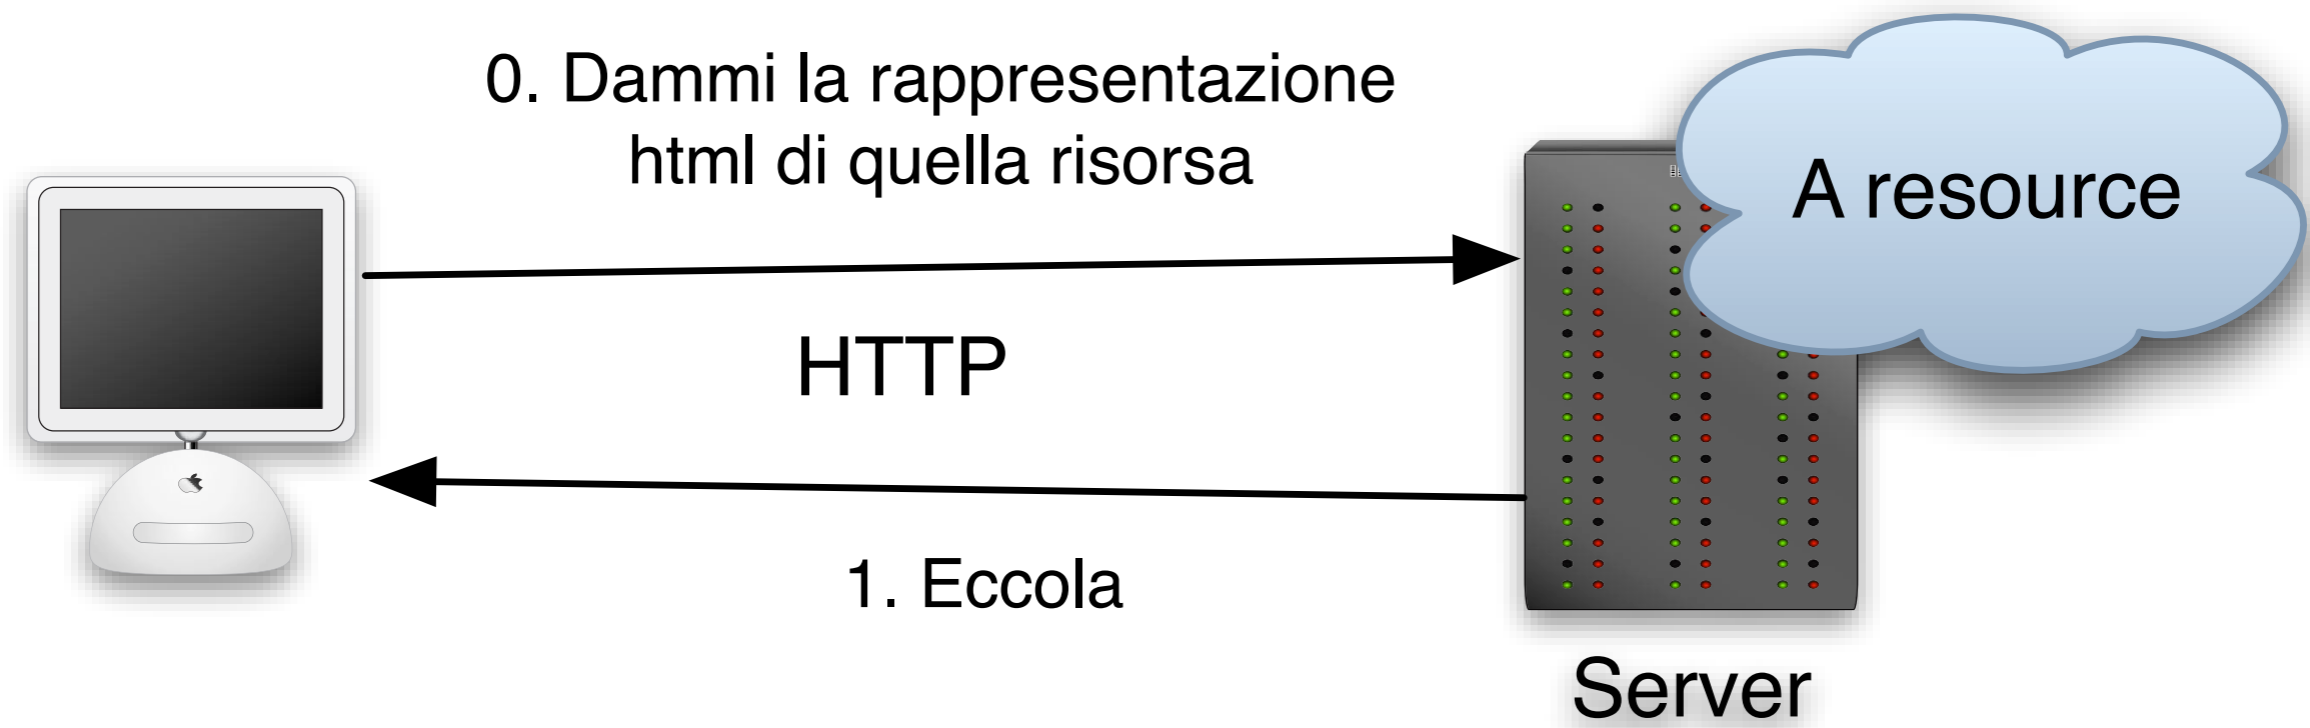 0. Dammi la rappresentazione
html di quella risorsa
A resource
HTTP
1. Eccola
Server